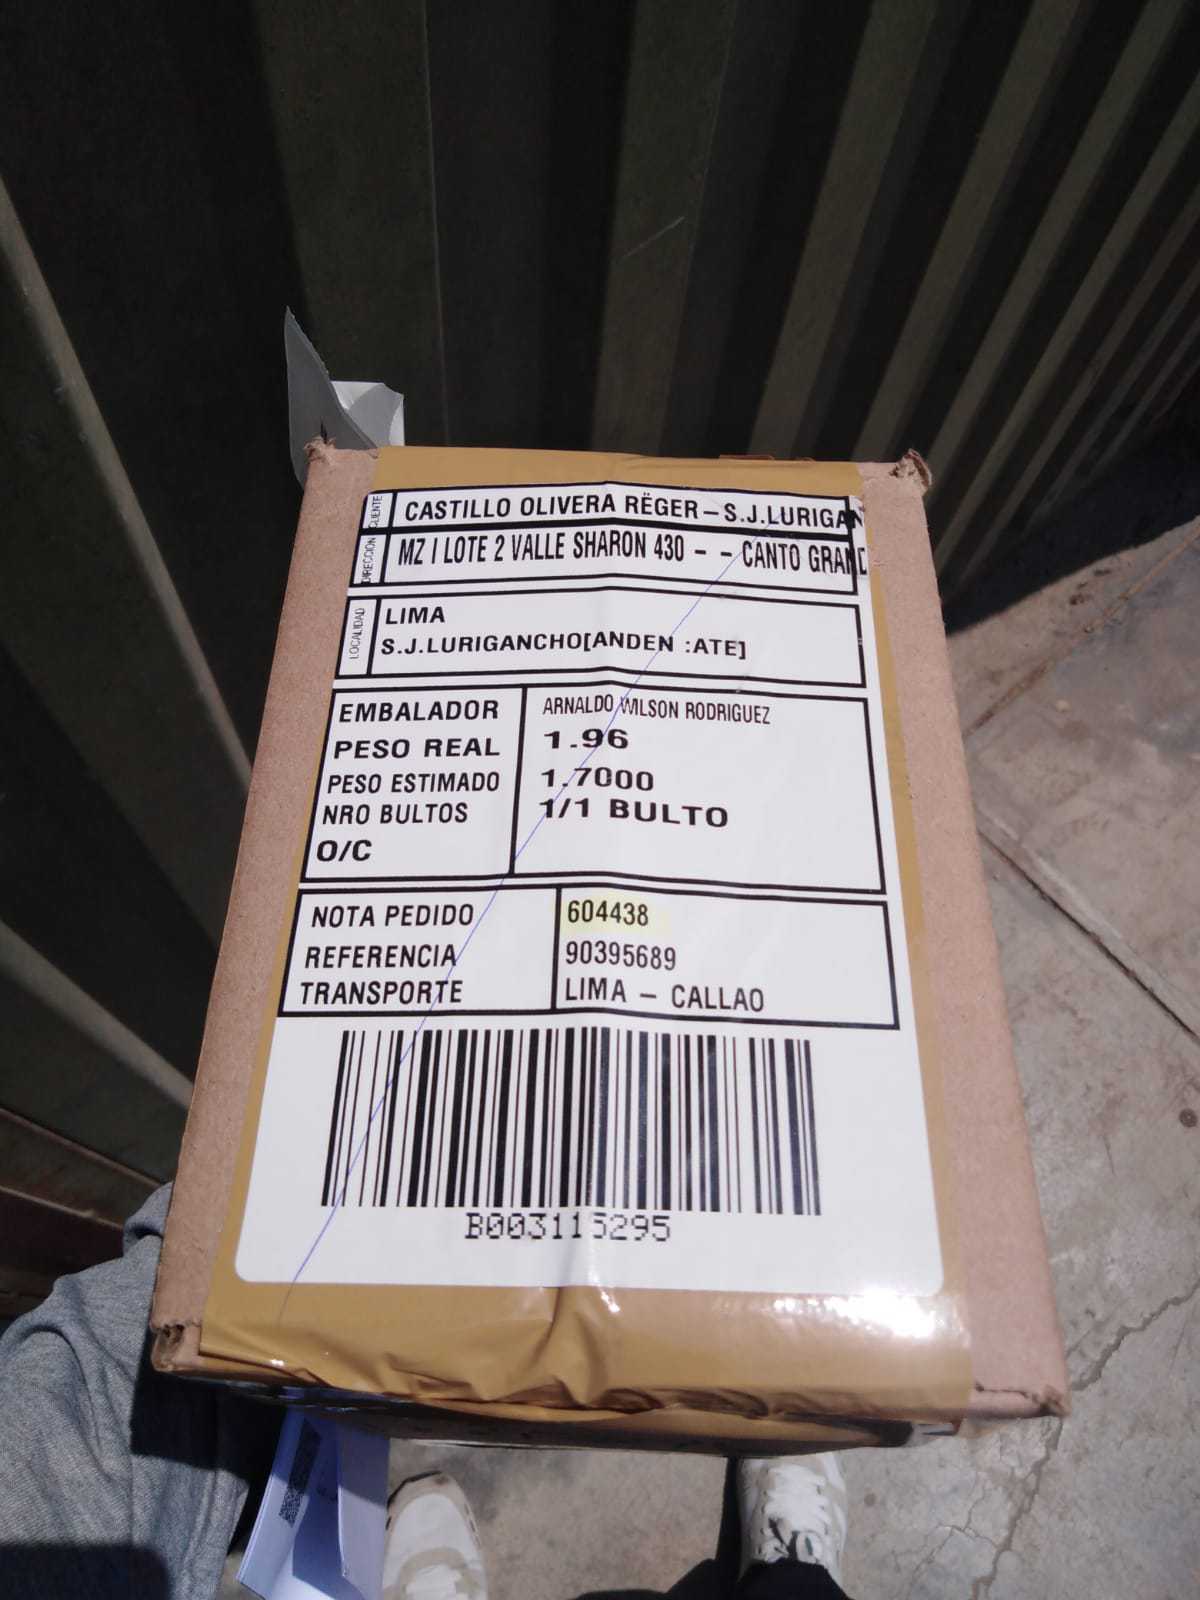 CLIENTE CASTILLO OLIVERA RËGER – S.J.LURIGAN
DIRECCIÓN MZ I LOTE 2 VALLE SHARON 430 - - CANTO GRAND
LOCALIDAD LIMA
S.J.LURIGANCHO[ANDEN :ATE]
EMBALADOR ARNALDO WILSON RODRIGUEZ
PESO REAL 1.96
PESO ESTIMADO 1.7000
NRO BULTOS 1/1 BULTO
O/C
NOTA PEDIDO 604438
REFERENCIA 90395689
TRANSPORTE LIMA – CALLAO
B003115295